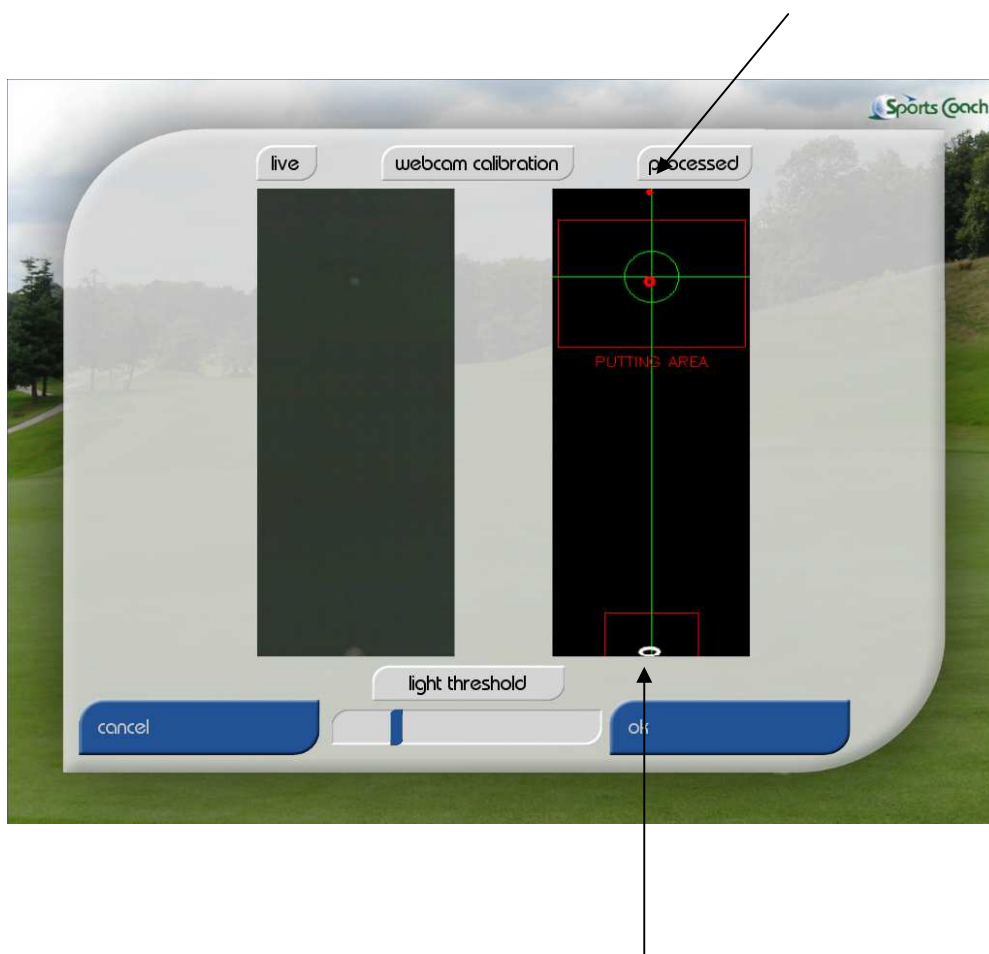 Sports Coach
live
webcam calibration
processed
PUTTING AREA
light threshold
cancel
ok